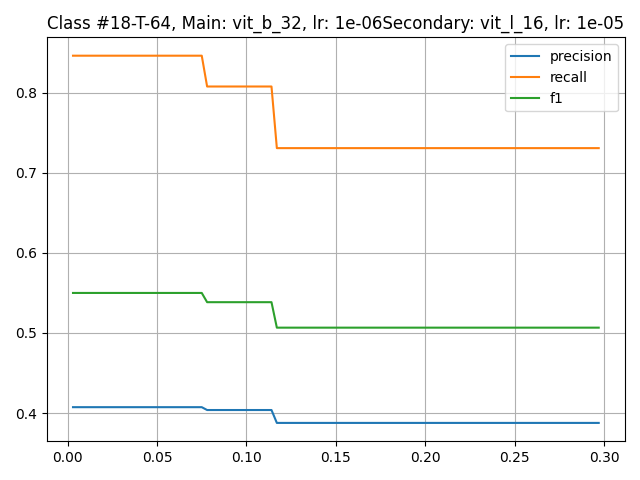 Class #18-T-64, Main: vit_b_32, lr: 1e-06Secondary: vit_l_16, lr: 1e-05
precision
recall
f1
0.8
0.7
0.6
0.5
0.4
0.00 0.05 0.10 0.15 0.20 0.25 0.30